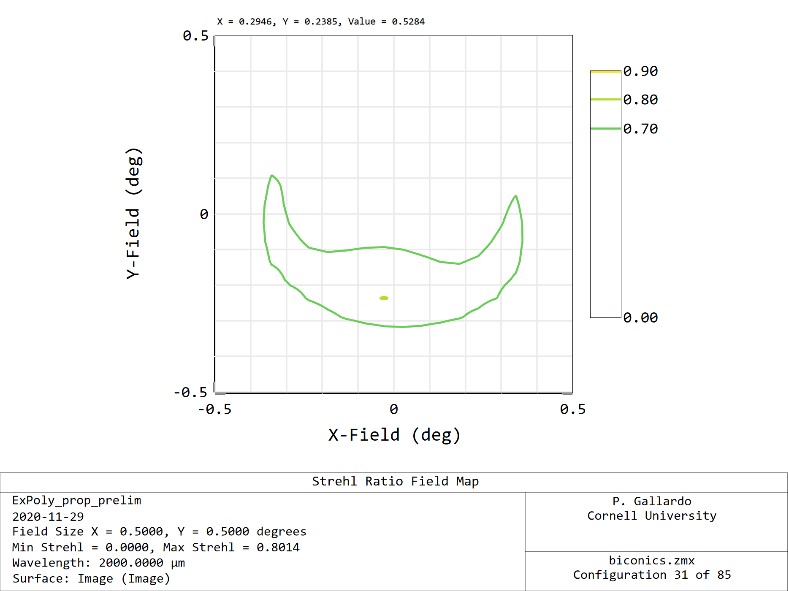 X = 0.2946, Y = 0.2385, Value = 0.5284
0.5
0
-0.5
Y-Field (deg)
-0.5 0 0.5
X-Field (deg)
0.90
0.80
0.70
0.00
Strehl Ratio Field Map
ExPoly_prop_prelim
2020-11-29
Field Size X = 0.5000, Y = 0.5000 degrees
Min Strehl = 0.0000, Max Strehl = 0.8014
Wavelength: 2000.0000 µm
Surface: Image (Image)
P. Gallardo
Cornell University
biconics.zmx
Configuration 31 of 85